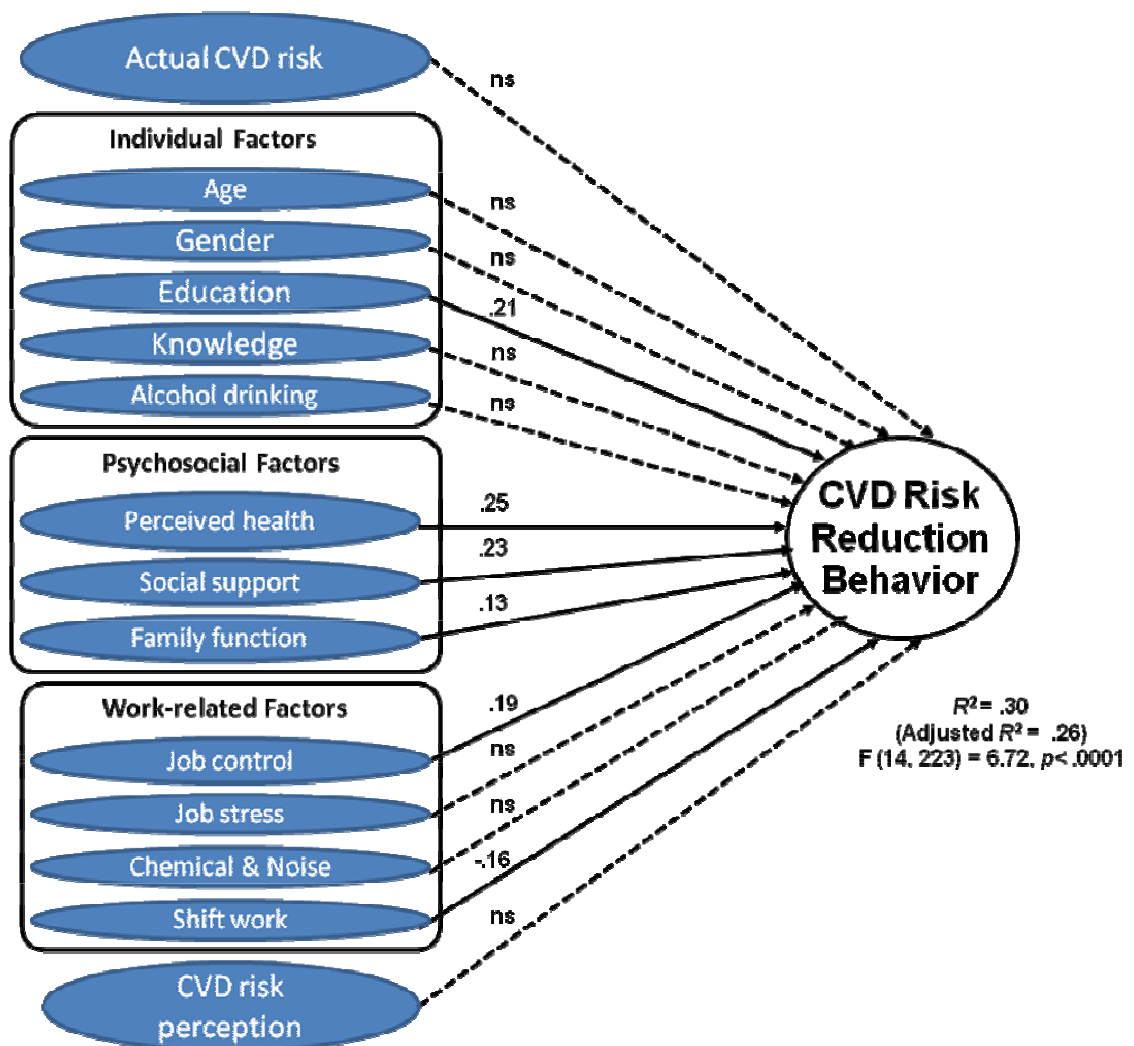 Actual CVD risk
ns
Individual Factors
Age
ns
Gender
ns
Education
.21
Knowledge
ns
Alcohol drinking
ns
Psychosocial Factors
Perceived health
.25
Social support
.23
Family function
.13
Work-related Factors
Job control
.19
Job stress
ns
Chemical & Noise
ns
Shift work
-.16
CVD risk
perception
ns
CVD Risk
Reduction
Behavior
R² = .30
(Adjusted R² = .26)
F (14, 223) = 6.72, p< .0001